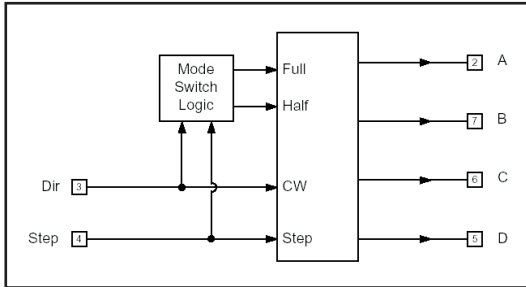 Mode
Switch
Logic
Full
Half
CW
Step
Dir 3
Step 4
2 A
7 B
6 C
5 D